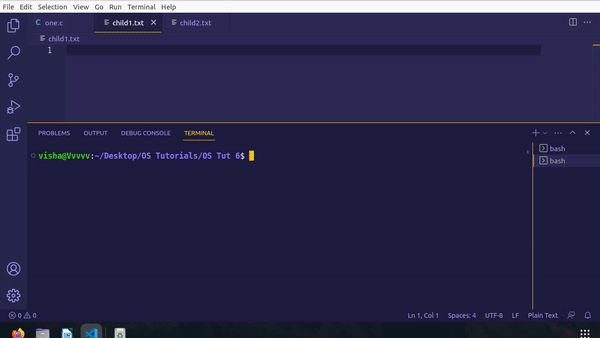 File Edit Selection View Go Run Terminal Help
C one.c child1.txt child2.txt
child1.txt
1
PROBLEMS OUTPUT DEBUG CONSOLE TERMINAL
visha@Vvvvv:~/Desktop/OS Tutorials/OS Tut 6$
bash
bash
0 0 Ln 1, Col 1 Spaces: 4 UTF-8 LF Plain Text